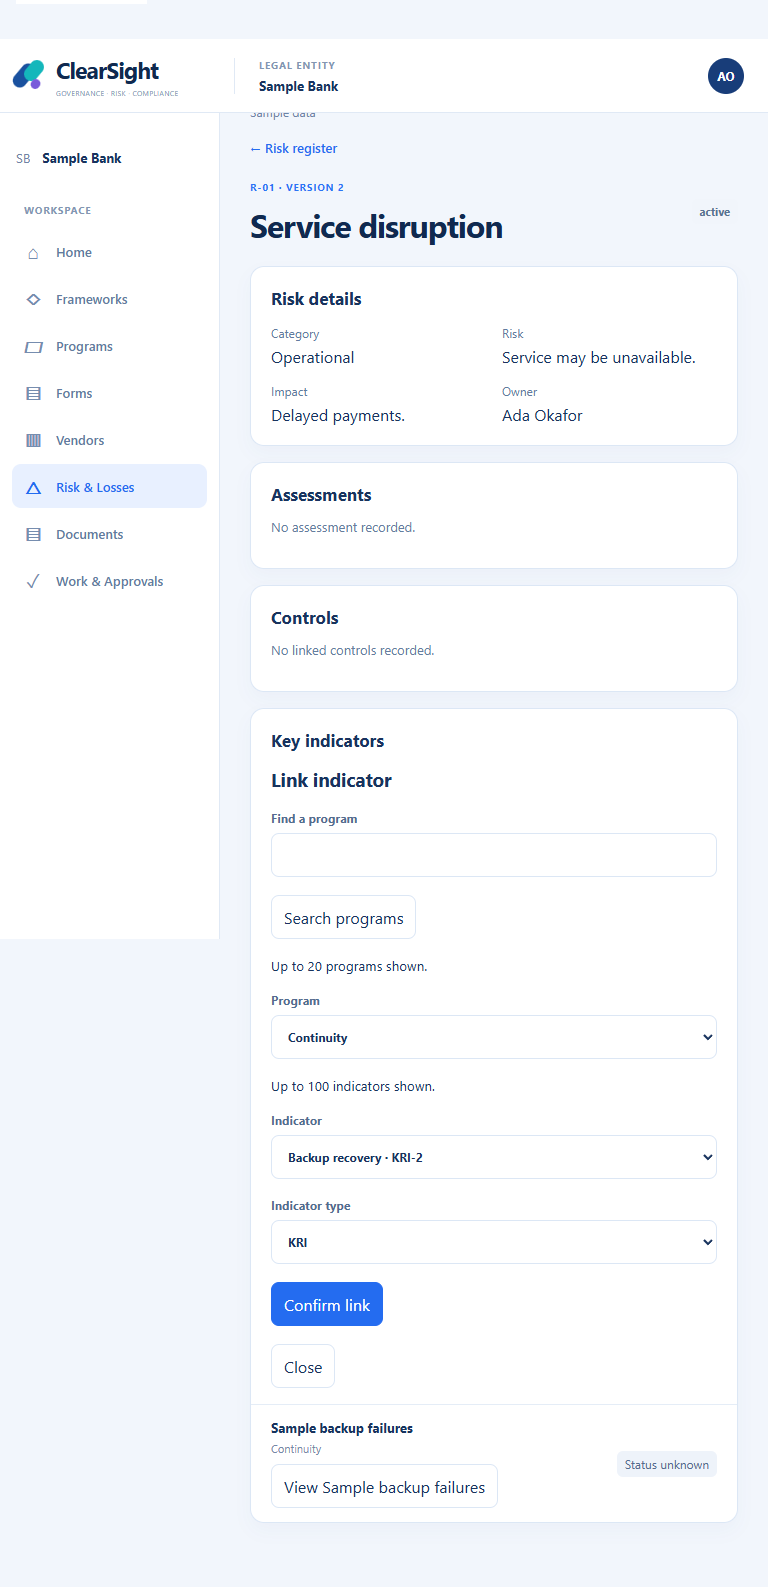 ClearSight
GOVERNANCE · RISK · COMPLIANCE
LEGAL ENTITY
Sample Bank
AO
SB Sample Bank
WORKSPACE
Home
Frameworks
Programs
Forms
Vendors
Risk & Losses
Documents
Work & Approvals
Sample data
← Risk register
R-01 · VERSION 2
Service disruption
active
Risk details
Category
Operational
Risk
Service may be unavailable.
Impact
Delayed payments.
Owner
Ada Okafor
Assessments
No assessment recorded.
Controls
No linked controls recorded.
Key indicators
Link indicator
Find a program
Search programs
Up to 20 programs shown.
Program
Continuity
Up to 100 indicators shown.
Indicator
Backup recovery · KRI-2
Indicator type
KRI
Confirm link
Close
Sample backup failures
Continuity
View Sample backup failures
Status unknown